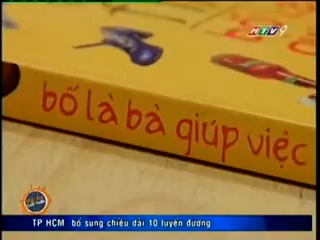 HTV9
bố là bà giúp việc
TP HCM bổ sung chiều dài 10 tuyến đường